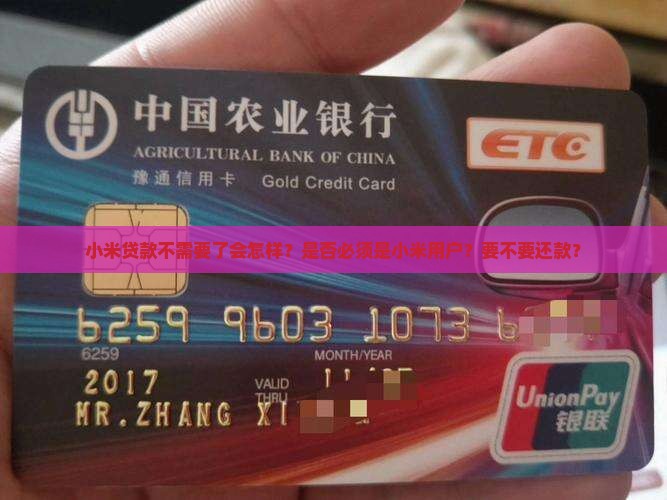 中国农业银行
AGRICULTURAL BANK OF CHINA
豫通信用卡 Gold Credit Card
ETC
小米贷款不需要了会怎样？是否必须是小米用户？要不要还款？
6259 9603 1073 6
6259
MONTH/YEAR
2017 VALID THRU
MR.ZHANG XI
UnionPay
银联